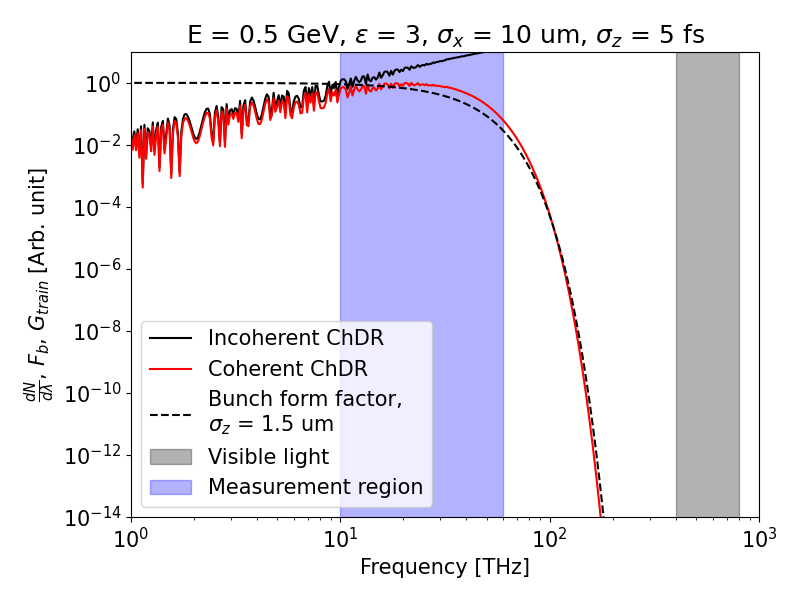 E = 0.5 GeV, ε = 3, σx = 10 um, σz = 5 fs
dN/dλ, Fb, Gtrain [Arb. unit]
10^0
10^-2
10^-4
10^-6
10^-8
10^-10
10^-12
10^-14
Incoherent ChDR
Coherent ChDR
Bunch form factor,
σz = 1.5 um
Visible light
Measurement region
10^0 10^1 10^2 10^3
Frequency [THz]